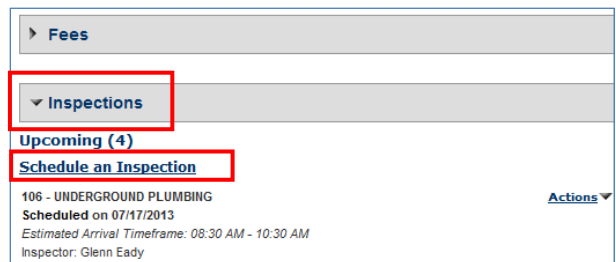 Fees
Inspections
Upcoming (4)
Schedule an Inspection
106 - UNDERGROUND PLUMBING
Actions
Scheduled on 07/17/2013
Estimated Arrival Timeframe: 08:30 AM - 10:30 AM
Inspector: Glenn Eady